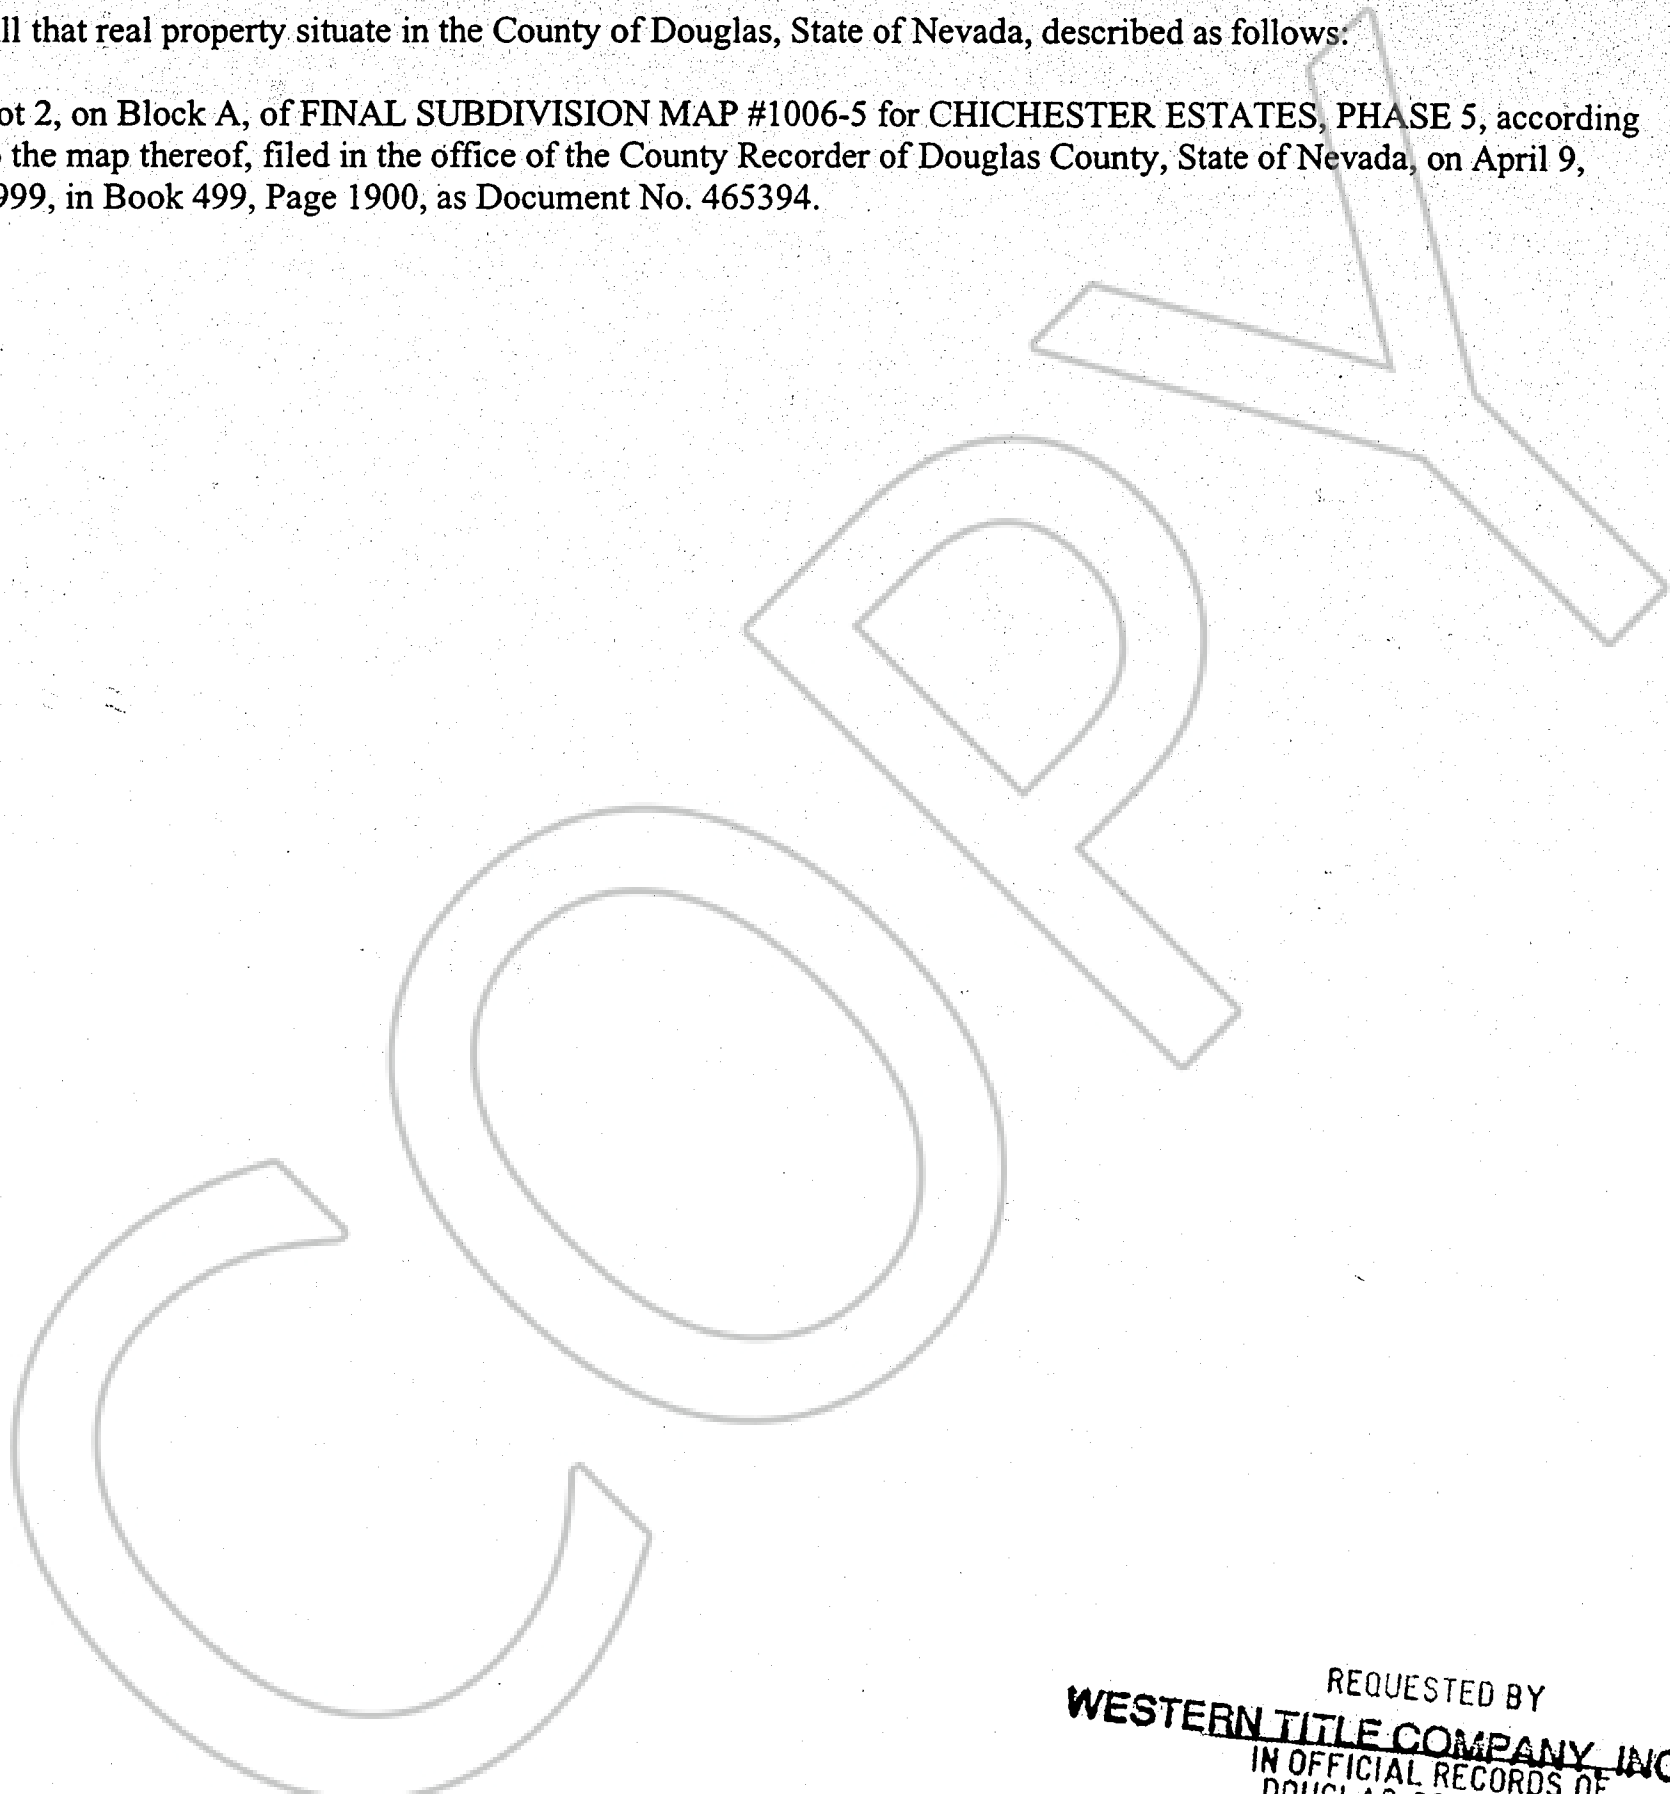 ll that real property situate in the County of Douglas, State of Nevada, described as follows:
ot 2, on Block A, of FINAL SUBDIVISION MAP #1006-5 for CHICHESTER ESTATES, PHASE 5, according
the map thereof, filed in the office of the County Recorder of Douglas County, State of Nevada, on April 9,
999, in Book 499, Page 1900, as Document No. 465394.
COPY
REQUESTED BY
WESTERN TITLE COMPANY, INC
IN OFFICIAL RECORDS OF